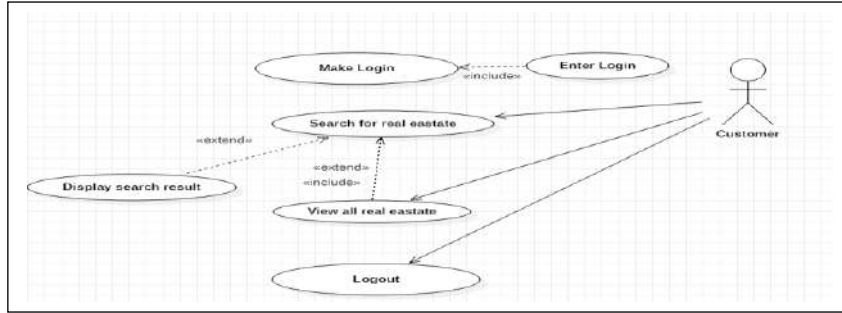 Make Login
Enter Login
«include»
Search for real eastate
«extend»
Customer
«extend»
«include»
Display search result
View all real eastate
Logout